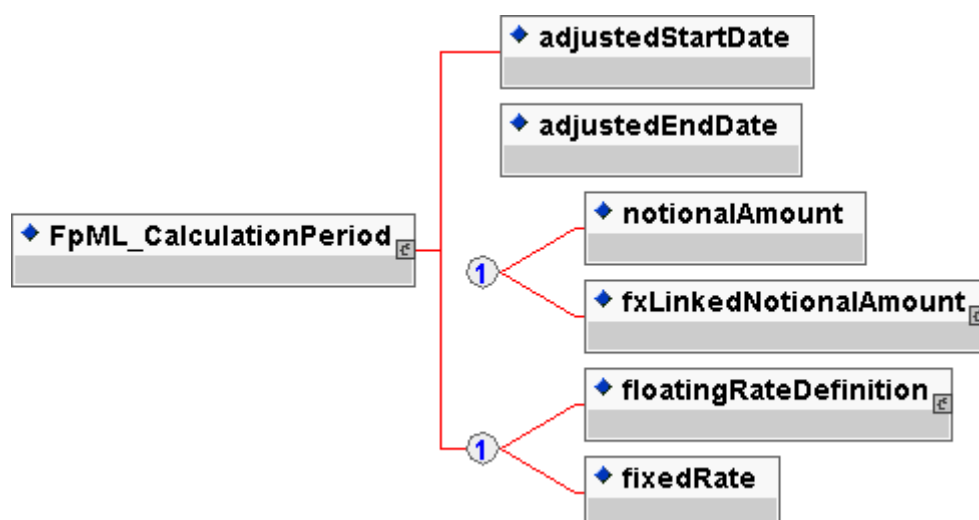 adjustedStartDate
adjustedEndDate
notionalAmount
FpML_CalculationPeriod
1
fxLinkedNotionalAmount
floatingRateDefinition
1
fixedRate